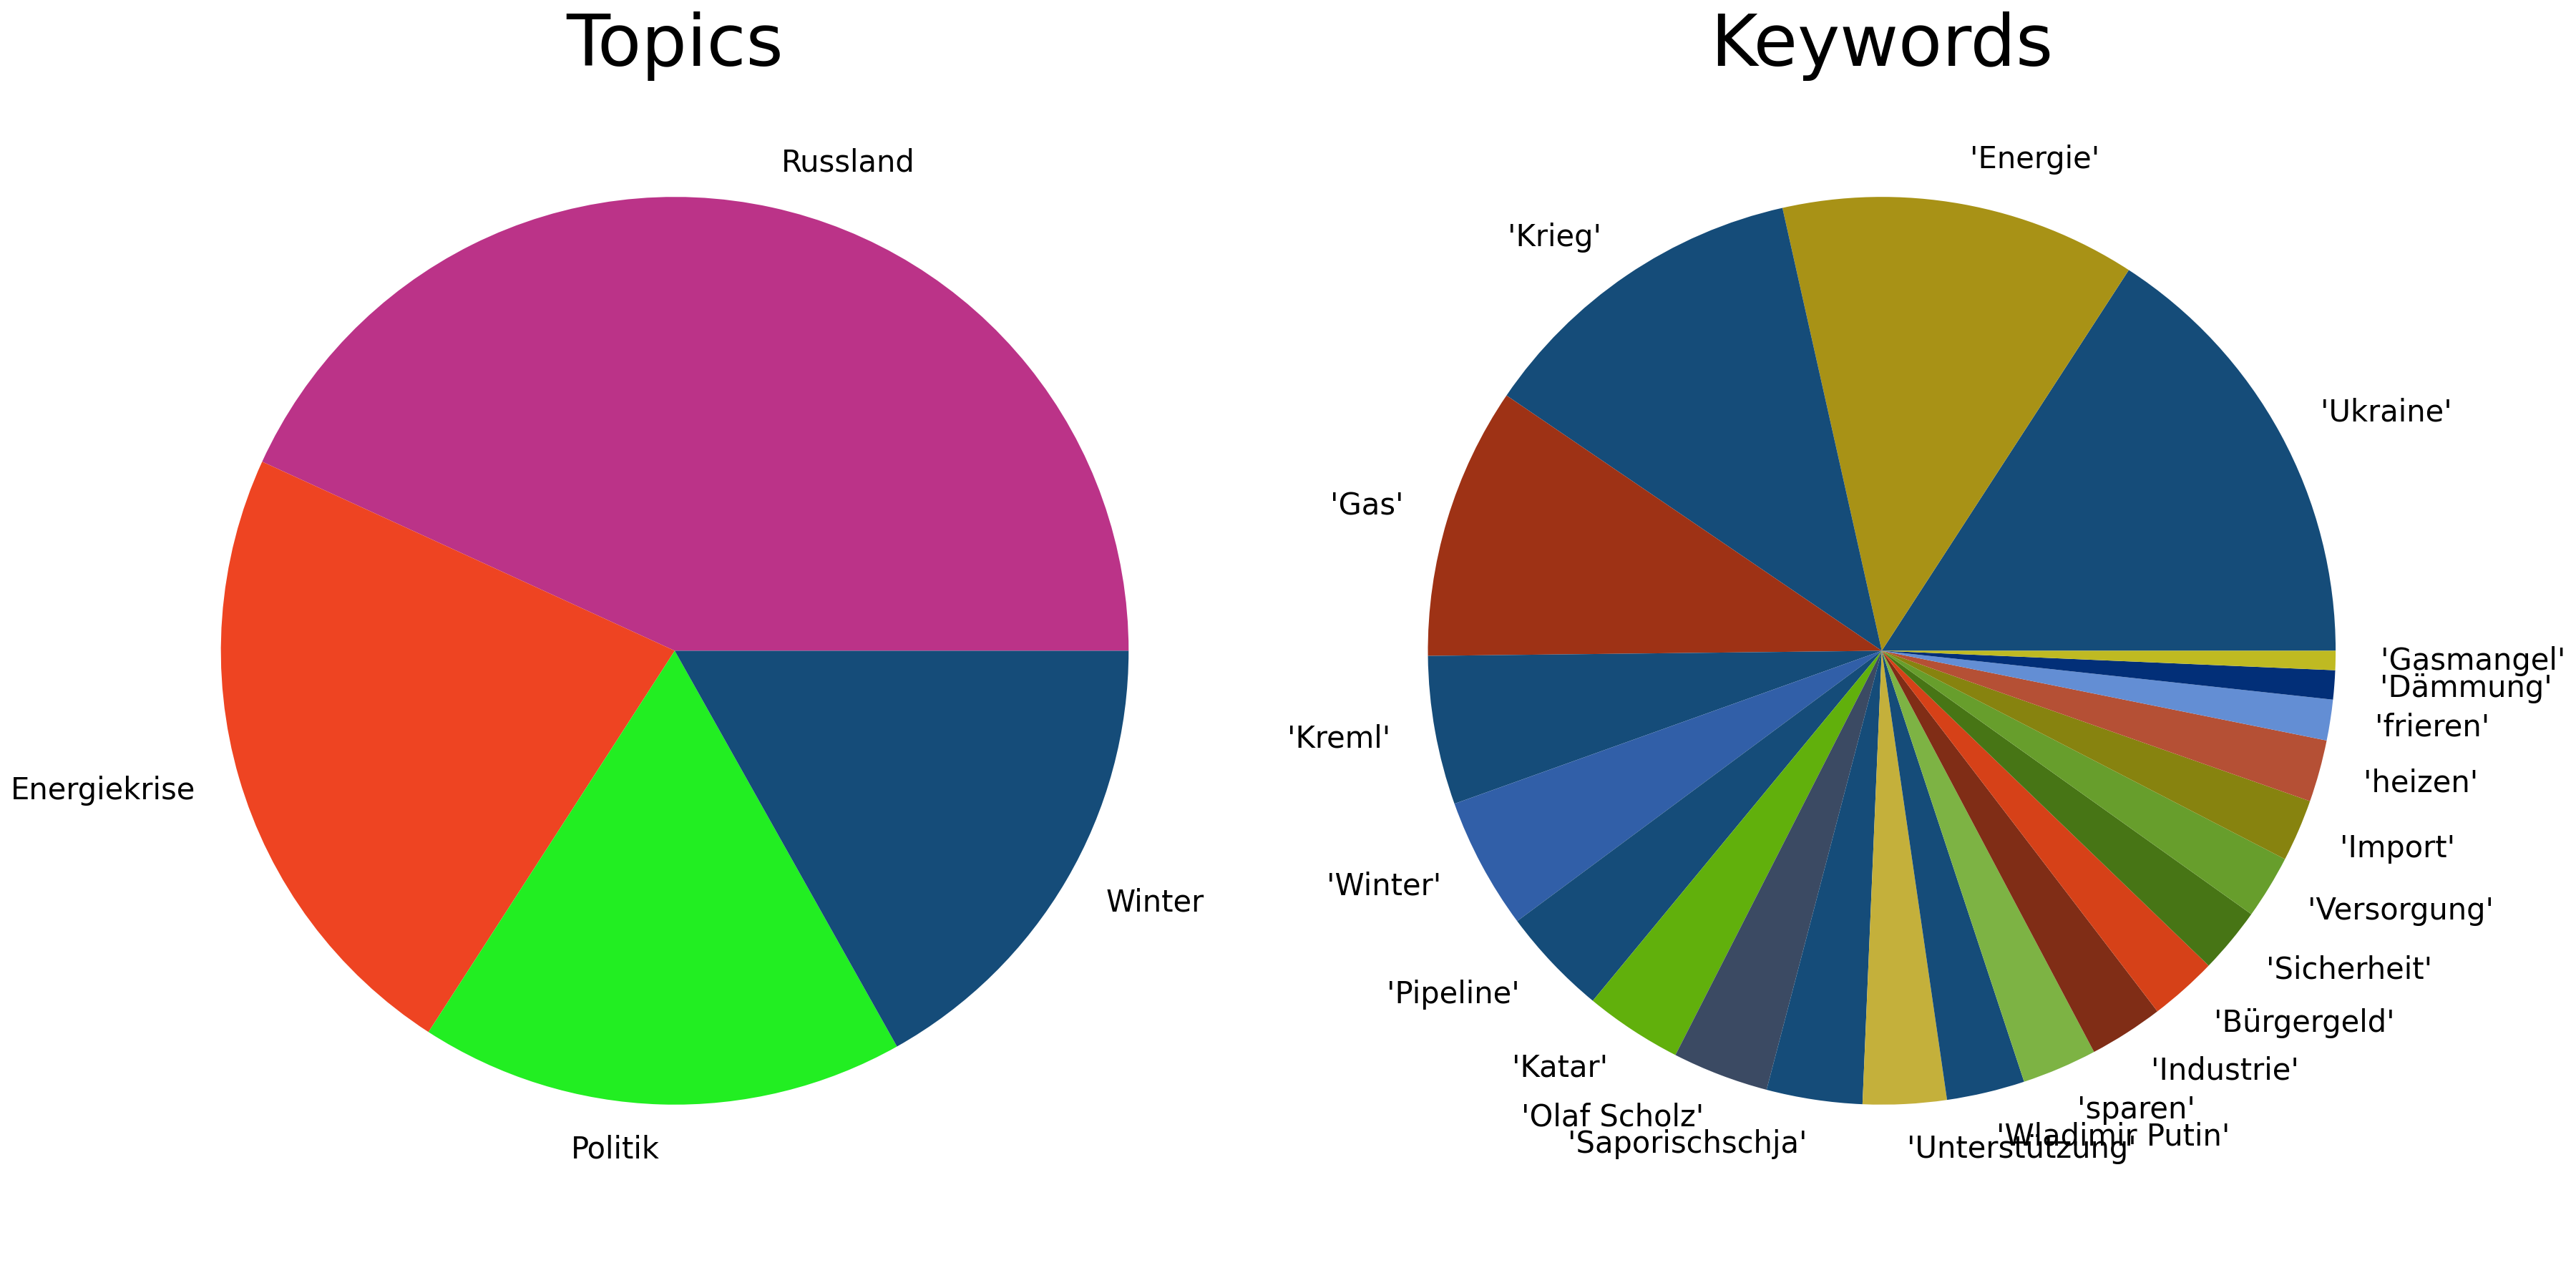 Topics
Russland
Energiekrise
Politik
Winter
Keywords
'Ukraine'
'Energie'
'Krieg'
'Gas'
'Kreml'
'Winter'
'Pipeline'
'Katar'
'Olaf Scholz'
'Saporischschja'
'Unterstützung'
'Wladimir Putin'
'sparen'
'Industrie'
'Bürgergeld'
'Sicherheit'
'Versorgung'
'Import'
'heizen'
'frieren'
'Dämmung'
'Gasmangel'